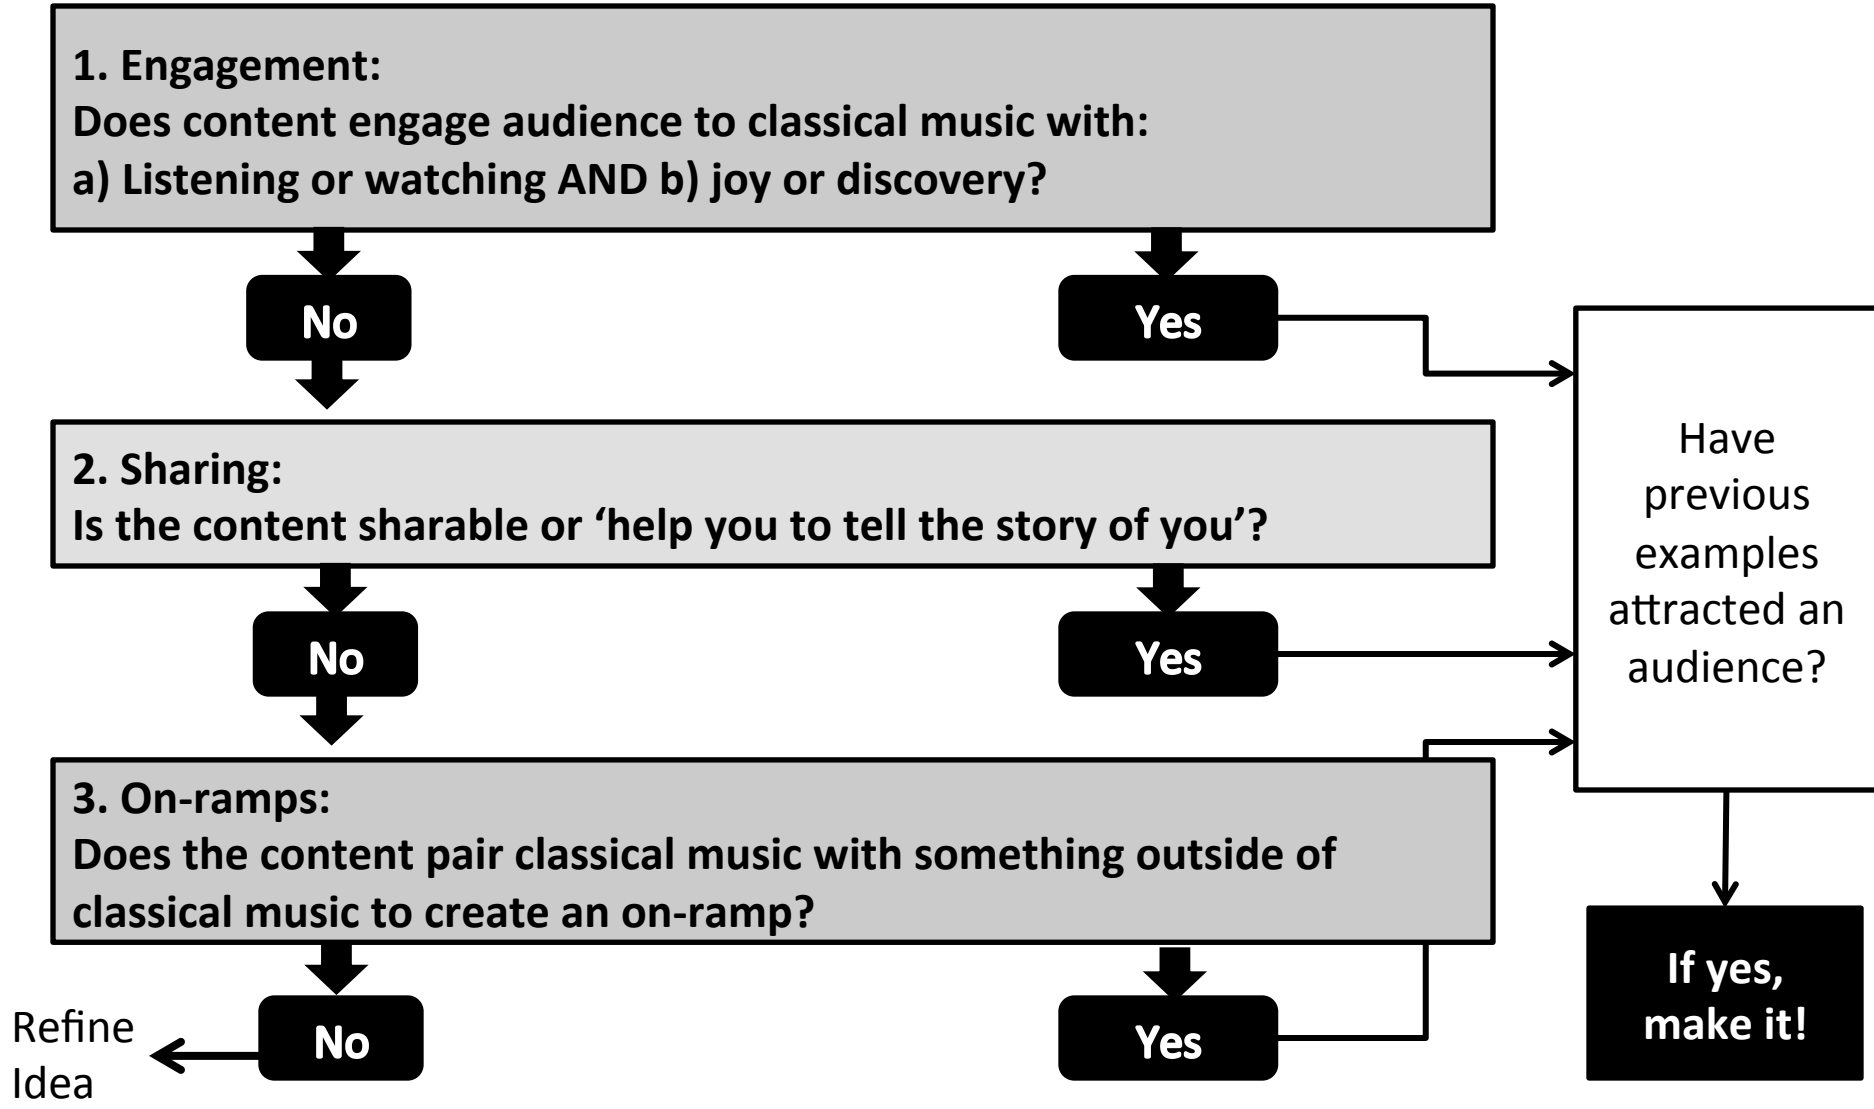 1. Engagement:
Does content engage audience to classical music with:
a) Listening or watching AND b) joy or discovery?
No
Yes
2. Sharing:
Is the content sharable or ‘help you to tell the story of you’?
No
Yes
3. On-ramps:
Does the content pair classical music with something outside of
classical music to create an on-ramp?
No
Yes
Refine
Idea
Have
previous
examples
attracted an
audience?
If yes,
make it!